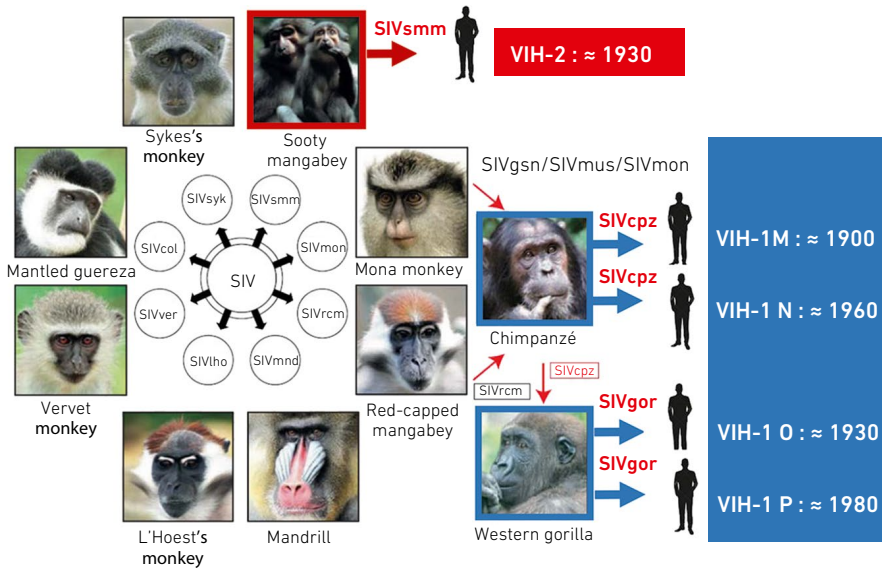 SIVsmm
VIH-2 : ≈ 1930
Sykes's
monkey
Sooty
mangabey
SIVgsn/SIVmus/SIVmon
SIVsyk
SIVsmm
SIVcol
SIVmon
SIV
SIVver
SIVrcm
SIVlho
SIVmnd
Mantled guereza
Mona monkey
SIVcpz
SIVcpz
VIH-1M : ≈ 1900
VIH-1 N : ≈ 1960
Chimpanzé
Vervet
monkey
Red-capped
mangabey
SIVrcm
SIVcpz
SIVgor
SIVgor
VIH-1 O : ≈ 1930
VIH-1 P : ≈ 1980
L'Hoest's
monkey
Mandrill
Western gorilla